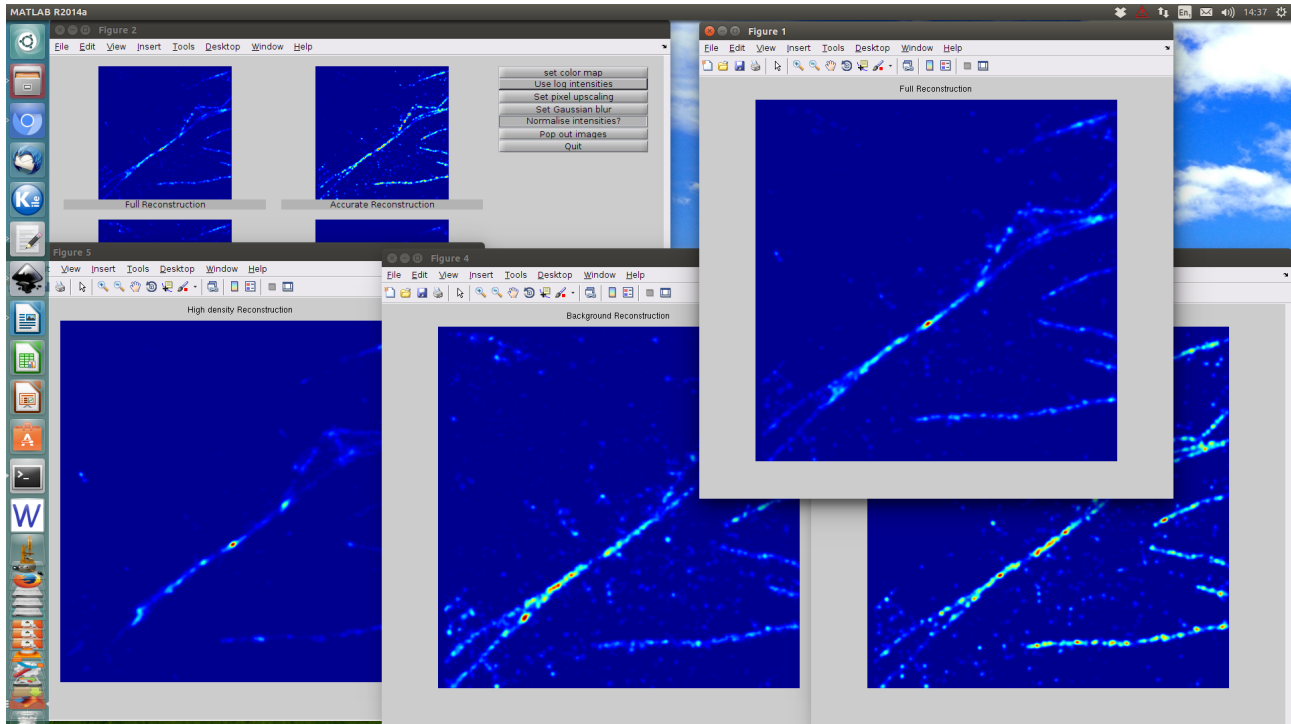 MATLAB R2014a
En
14:37
Figure 2
File Edit View Insert Tools Desktop Window Help
set color map
Use log intensities
Set pixel upscaling
Set Gaussian blur
Normalise intensities?
Pop out images
Quit
Full Reconstruction
Accurate Reconstruction
Figure 1
File Edit View Insert Tools Desktop Window Help
Full Reconstruction
Figure 5
View Insert Tools Desktop Window Help
High density Reconstruction
Figure 4
File Edit View Insert Tools Desktop Window Help
Background Reconstruction
K
A
>_
W